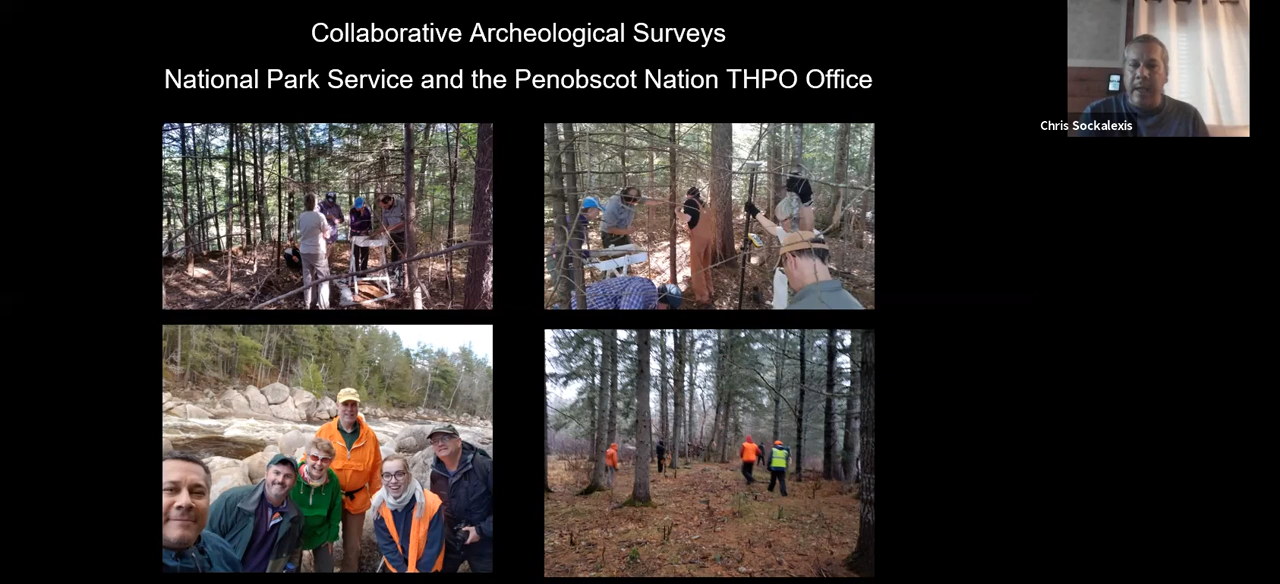 Collaborative Archeological Surveys
National Park Service and the Penobscot Nation THPO Office
Chris Sockalexis